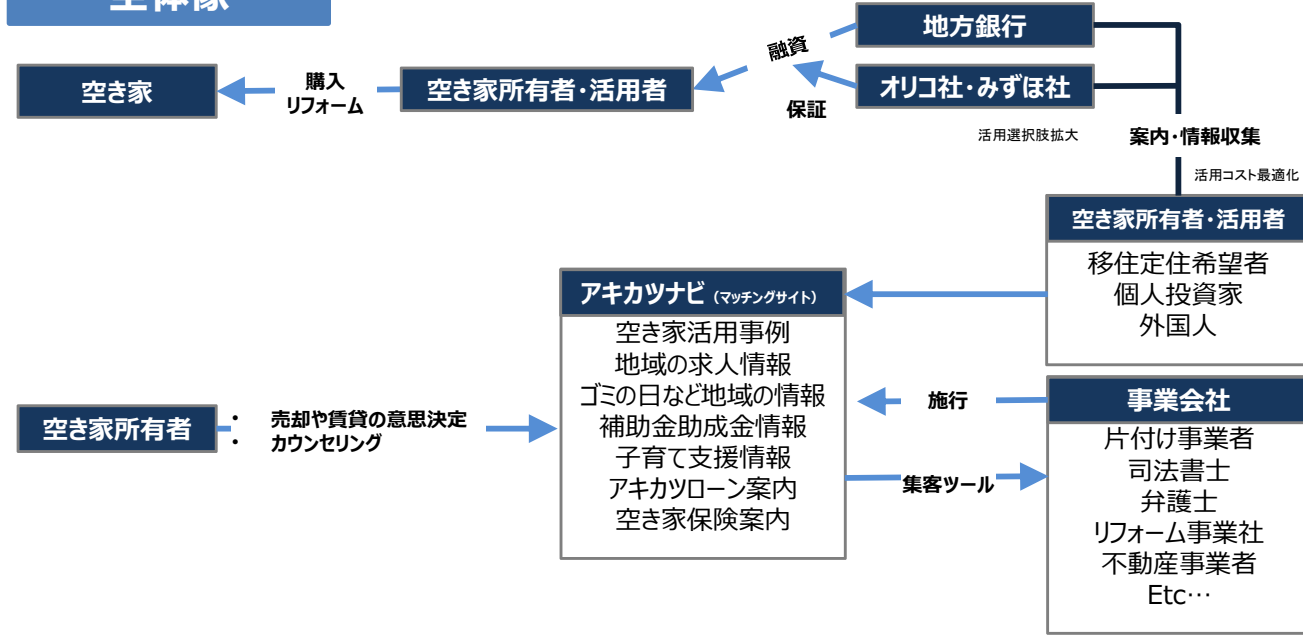 全体像
地方銀行
融資
空き家
購入
リフォーム
空き家所有者・活用者
オリコ社・みずほ社
保証
活用選択肢拡大
案内・情報収集
活用コスト最適化
空き家所有者・活用者
移住定住希望者
個人投資家
外国人
アキカツナビ（マッチングサイト）
空き家活用事例
地域の求人情報
ゴミの日など地域の情報
補助金助成金情報
子育て支援情報
アキカツローン案内
空き家保険案内
空き家所有者
• 売却や賃貸の意思決定
• カウンセリング
施行
集客ツール
事業会社
片付け事業者
司法書士
弁護士
リフォーム事業社
不動産事業者
Etc…